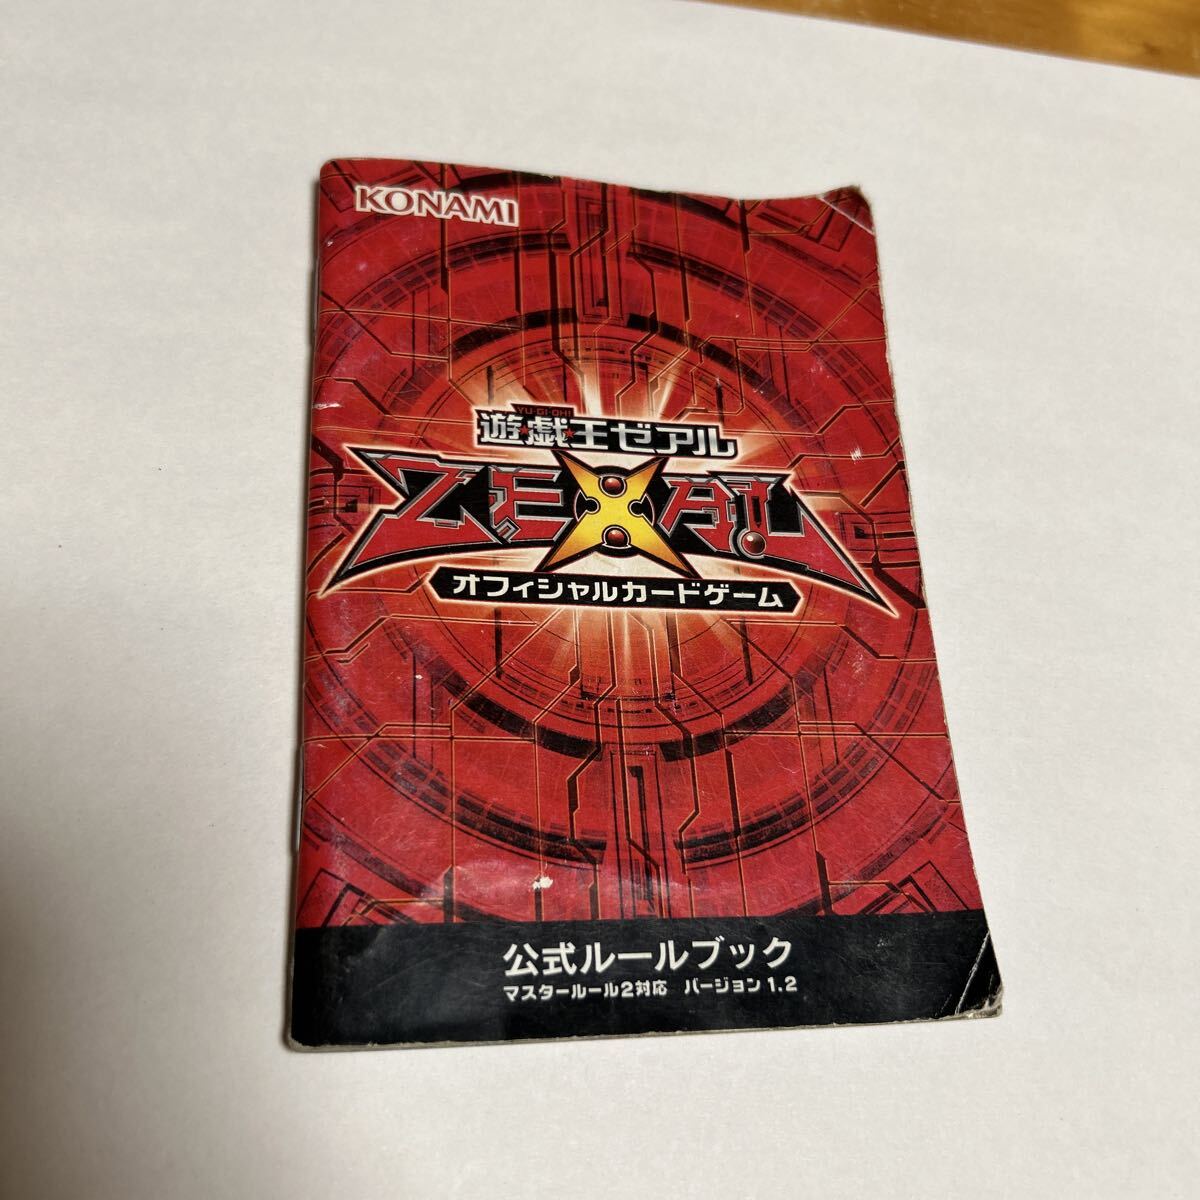 KONAMI
YU-GI-OH!
遊☆戯☆王ゼアル
ZEXAL
オフィシャルカードゲーム
公式ルールブック
マスタールール2対応 バージョン1.2